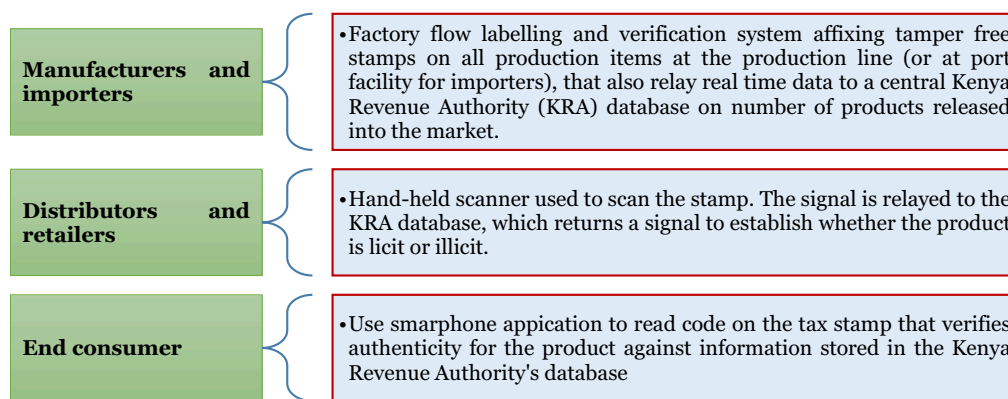 Manufacturers and
importers
•Factory flow labelling and verification system affixing tamper free
stamps on all production items at the production line (or at port
facility for importers), that also relay real time data to a central Kenya
Revenue Authority (KRA) database on number of products released
into the market.
Distributors and
retailers
•Hand-held scanner used to scan the stamp. The signal is relayed to the
KRA database, which returns a signal to establish whether the product
is licit or illicit.
End consumer
•Use smarphone appication to read code on the tax stamp that verifies
authenticity for the product against information stored in the Kenya
Revenue Authority's database